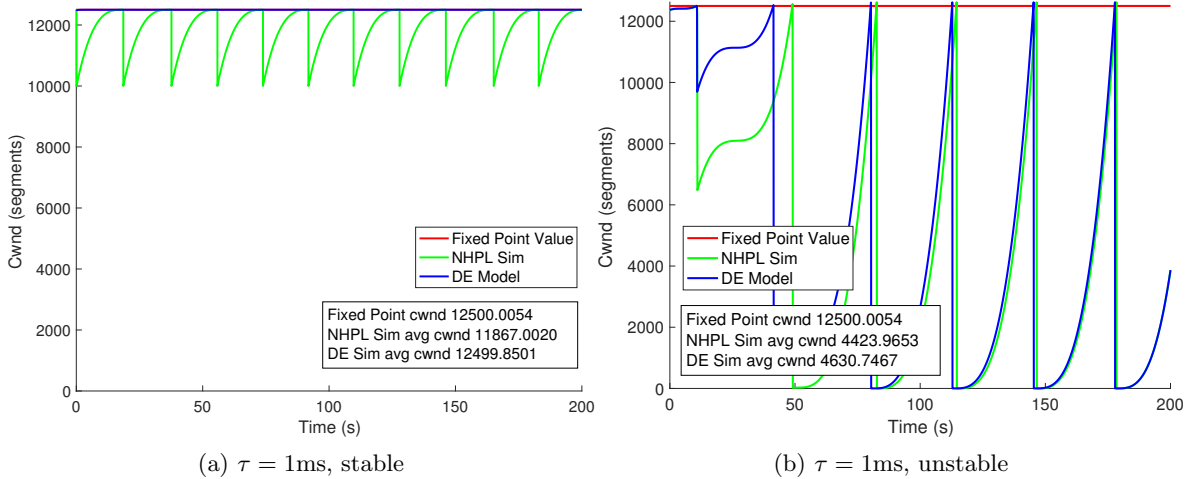 12000
10000
8000
6000
4000
2000
0
Cwnd (segments)
Fixed Point Value
NHPL Sim
DE Model
Fixed Point cwnd 12500.0054
NHPL Sim avg cwnd 11867.0020
DE Sim avg cwnd 12499.8501
0 50 100 150 200
Time (s)
(a) τ = 1ms, stable
12000
10000
8000
6000
4000
2000
0
Cwnd (segments)
Fixed Point Value
NHPL Sim
DE Model
Fixed Point cwnd 12500.0054
NHPL Sim avg cwnd 4423.9653
DE Sim avg cwnd 4630.7467
0 50 100 150 200
Time (s)
(b) τ = 1ms, unstable